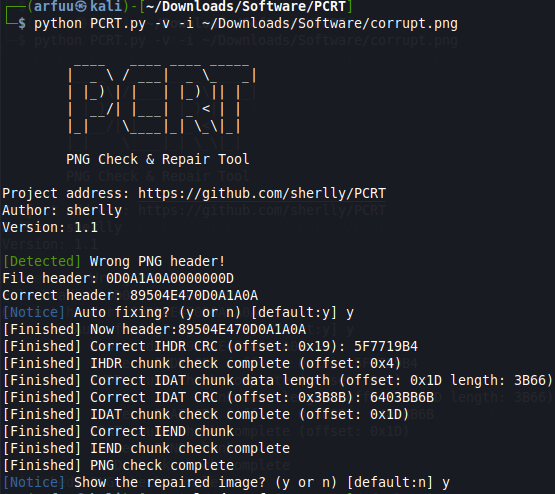 (arfuu㉿kali)-[~/Downloads/Software/PCRT]
$ python PCRT.py -v -i ~/Downloads/Software/corrupt.png
PCRT
PNG Check & Repair Tool
Project address: https://github.com/sherlly/PCRT
Author: sherlly
Version: 1.1
[Detected] Wrong PNG header!
File header: 0D0A1A0A0000000D
Correct header: 89504E470D0A1A0A
[Notice] Auto fixing? (y or n) [default:y] y
[Finished] Now header:89504E470D0A1A0A
[Finished] Correct IHDR CRC (offset: 0x19): 5F7719B4
[Finished] IHDR chunk check complete (offset: 0x4)
[Finished] Correct IDAT chunk data length (offset: 0x1D length: 3B66)
[Finished] Correct IDAT CRC (offset: 0x3B8B): 6403BB6B
[Finished] IDAT chunk check complete (offset: 0x1D)
[Finished] Correct IEND chunk
[Finished] IEND chunk check complete
[Finished] PNG check complete
[Notice] Show the repaired image? (y or n) [default:n] y